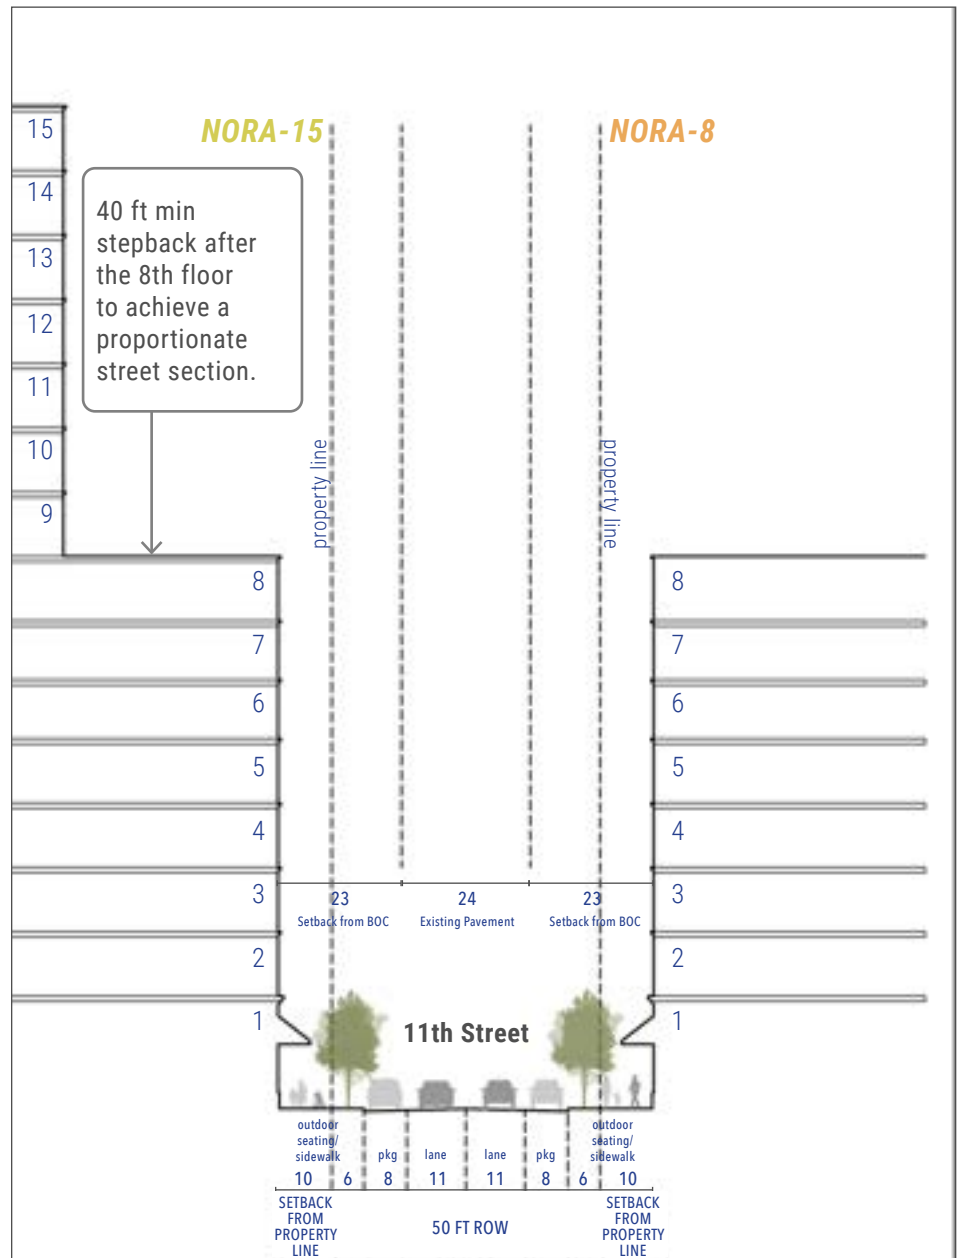 NORA-15
NORA-8
15
14
13
12
11
10
9
40 ft min
stepback after
the 8th floor
to achieve a
proportionate
street section.
property line
property line
8
7
6
5
4
3
2
1
8
7
6
5
4
3
2
1
23
24
23
Setback from BOC
Existing Pavement
Setback from BOC
11th Street
outdoor
seating/
sidewalk
pkg
lane
lane
pkg
outdoor
seating/
sidewalk
10
6
8
11
11
8
6
10
SETBACK
FROM
PROPERTY
LINE
50 FT ROW
SETBACK
FROM
PROPERTY
LINE